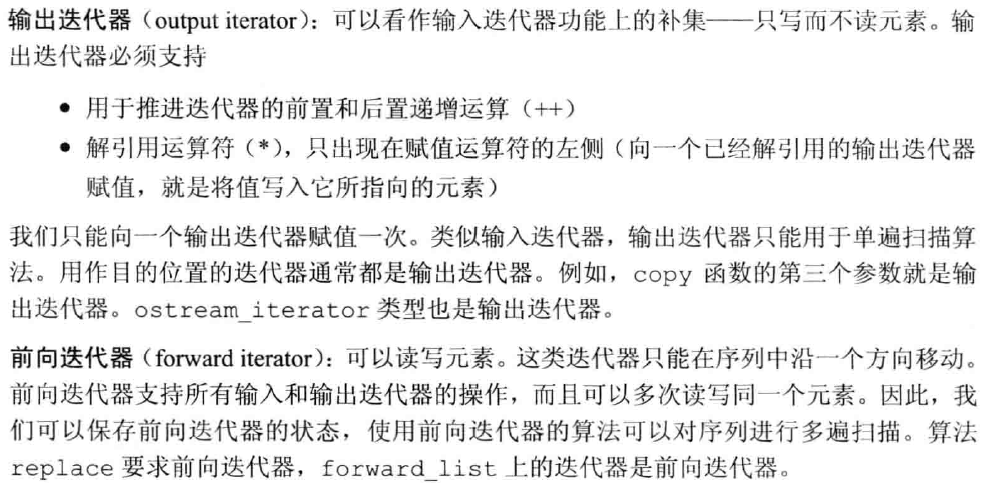 输出迭代器（output iterator）：可以看作输入迭代器功能上的补集——只写而不读元素。输
出迭代器必须支持
● 用于推进迭代器的前置和后置递增运算（++）
● 解引用运算符（*），只出现在赋值运算符的左侧（向一个已经解引用的输出迭代器
赋值，就是将值写入它所指向的元素）
我们只能向一个输出迭代器赋值一次。类似输入迭代器，输出迭代器只能用于单遍扫描算
法。用作目的位置的迭代器通常都是输出迭代器。例如，copy 函数的第三个参数就是输
出迭代器。ostream_iterator 类型也是输出迭代器。
前向迭代器（forward iterator）：可以读写元素。这类迭代器只能在序列中沿一个方向移动。
前向迭代器支持所有输入和输出迭代器的操作，而且可以多次读写同一个元素。因此，我
们可以保存前向迭代器的状态，使用前向迭代器的算法可以对序列进行多遍扫描。算法
replace 要求前向迭代器，forward_list 上的迭代器是前向迭代器。